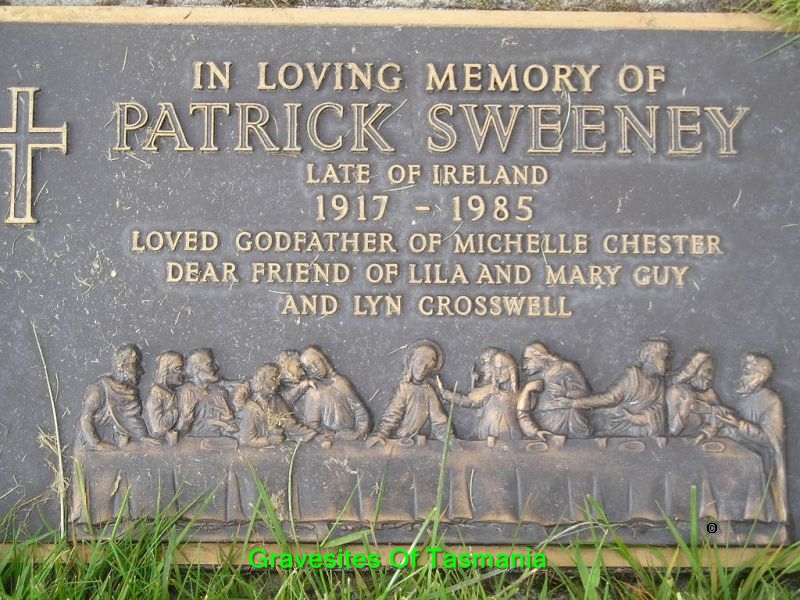 IN LOVING MEMORY OF
PATRICK SWEENEY
LATE OF IRELAND
1917 - 1985
LOVED GODFATHER OF MICHELLE CHESTER
DEAR FRIEND OF LILA AND MARY GUY
AND LYN CROSSWELL
©
Gravesites Of Tasmania